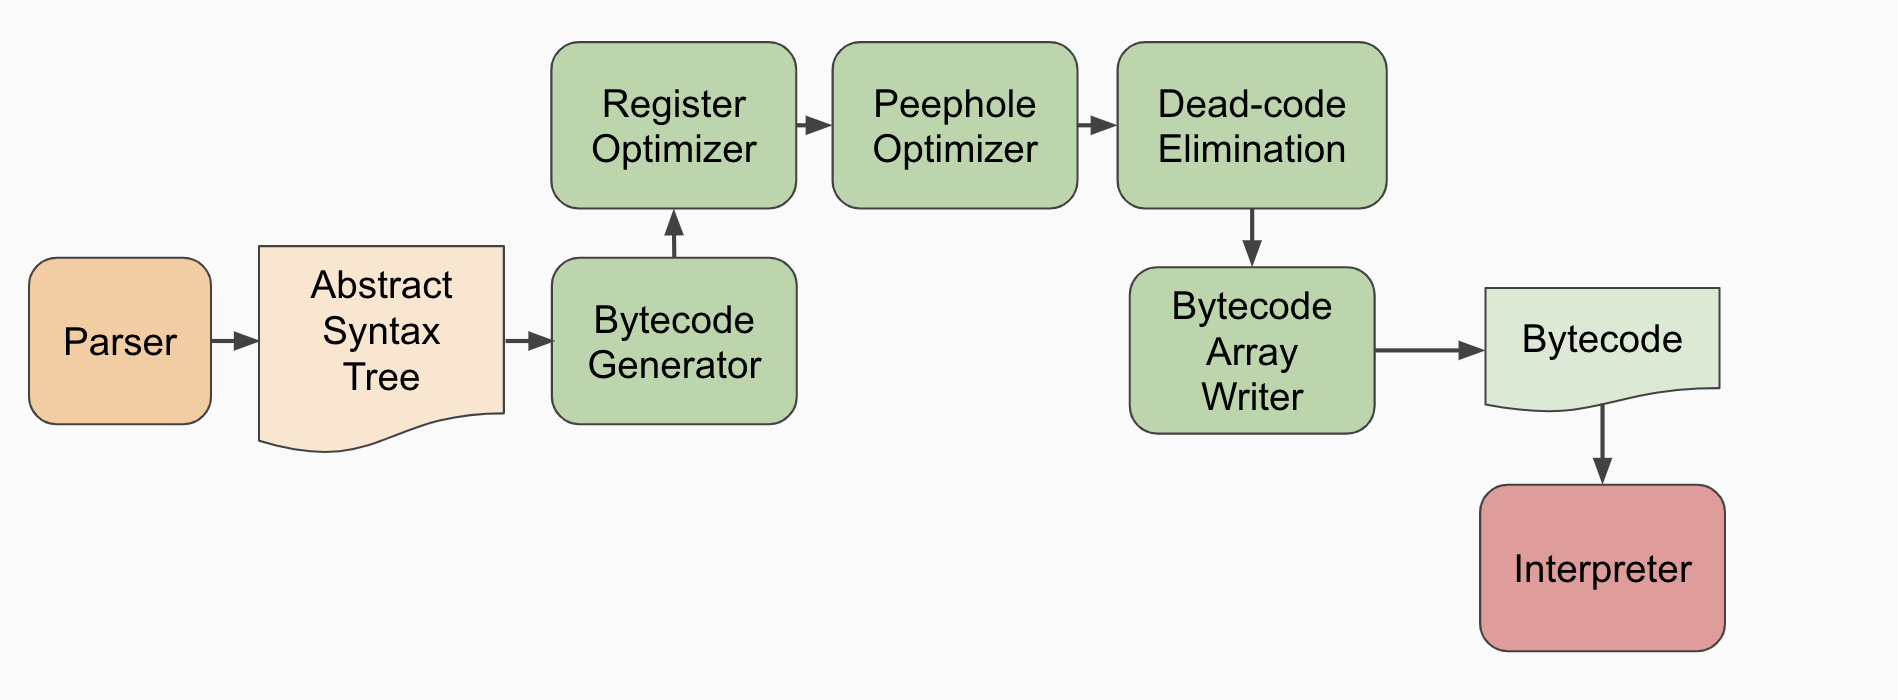 Register
Optimizer
Peephole
Optimizer
Dead-code
Elimination
Parser
Abstract
Syntax
Tree
Bytecode
Generator
Bytecode
Array
Writer
Bytecode
Interpreter